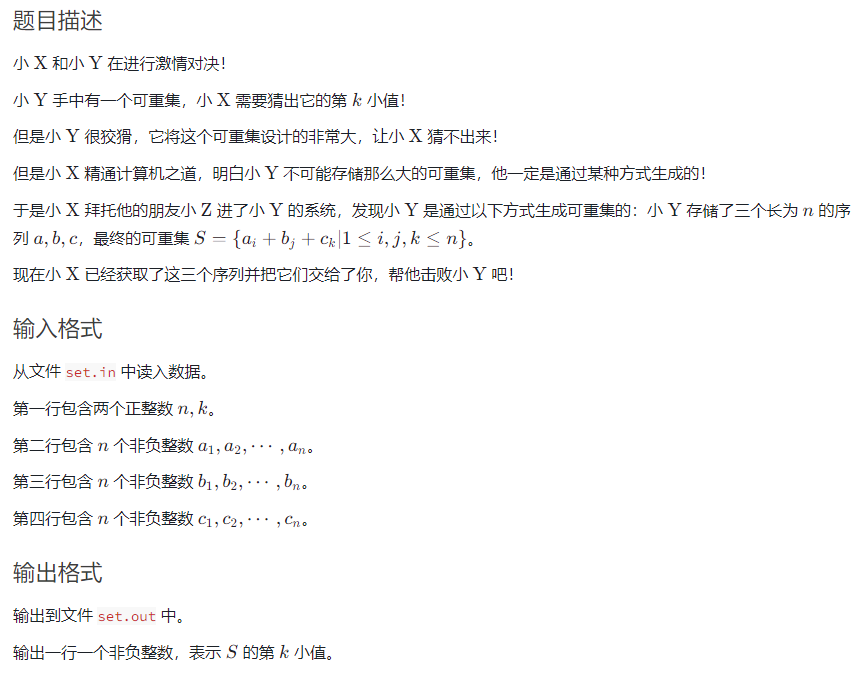 题目描述
小 X 和小 Y 在进行激情对决！
小 Y 手中有一个可重集，小 X 需要猜出它的第 k 小值！
但是小 Y 很狡猾，它将这个可重集设计的非常大，让小 X 猜不出来！
但是小 X 精通计算机之道，明白小 Y 不可能存储那么大的可重集，他一定是通过某种方式生成的！
于是小 X 拜托他的朋友小 Z 进了小 Y 的系统，发现小 Y 是通过以下方式生成可重集的：小 Y 存储了三个长为 n 的序
列 a, b, c，最终的可重集 S = {a_i + b_j + c_k|1 ≤ i, j, k ≤ n}。
现在小 X 已经获取了这三个序列并把它们交给了你，帮他击败小 Y 吧！
输入格式
从文件 set.in 中读入数据。
第一行包含两个正整数 n, k。
第二行包含 n 个非负整数 a_1, a_2, ⋯ , a_n。
第三行包含 n 个非负整数 b_1, b_2, ⋯ , b_n。
第四行包含 n 个非负整数 c_1, c_2, ⋯ , c_n。
输出格式
输出到文件 set.out 中。
输出一行一个非负整数，表示 S 的第 k 小值。